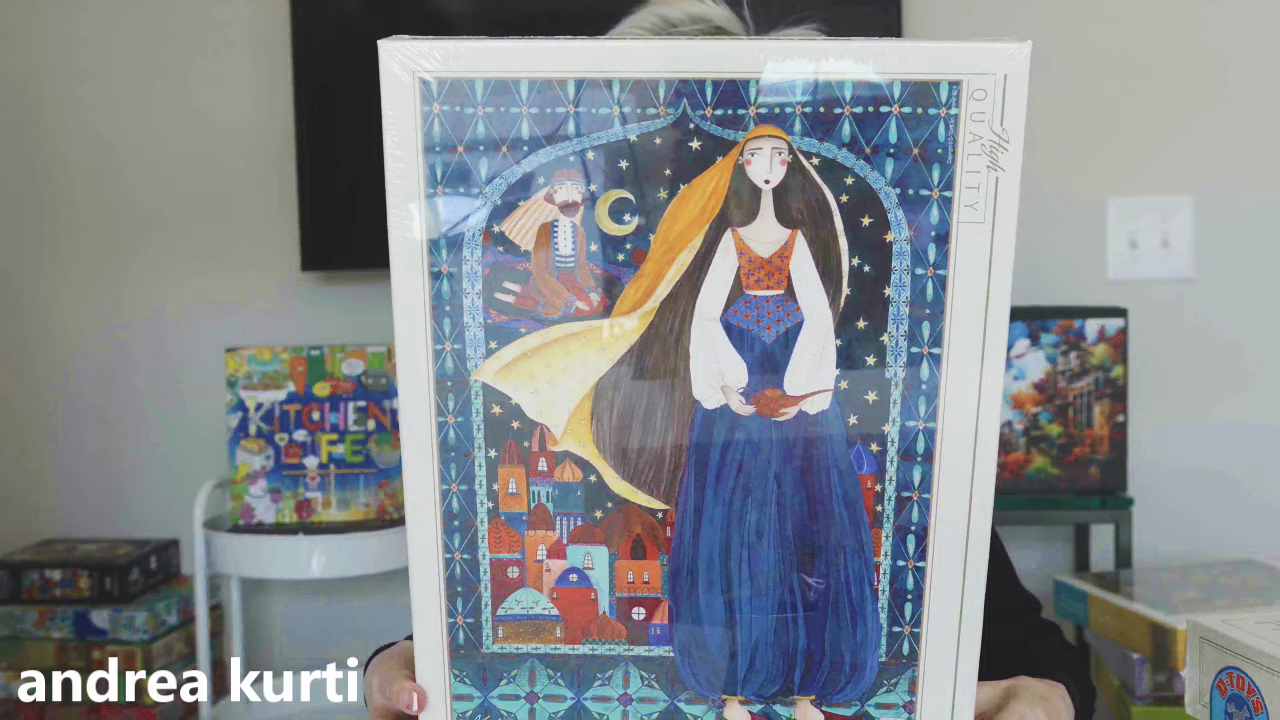 High
QUALITY
KITCHEN
LIFE
D-TOYS
andrea kurti